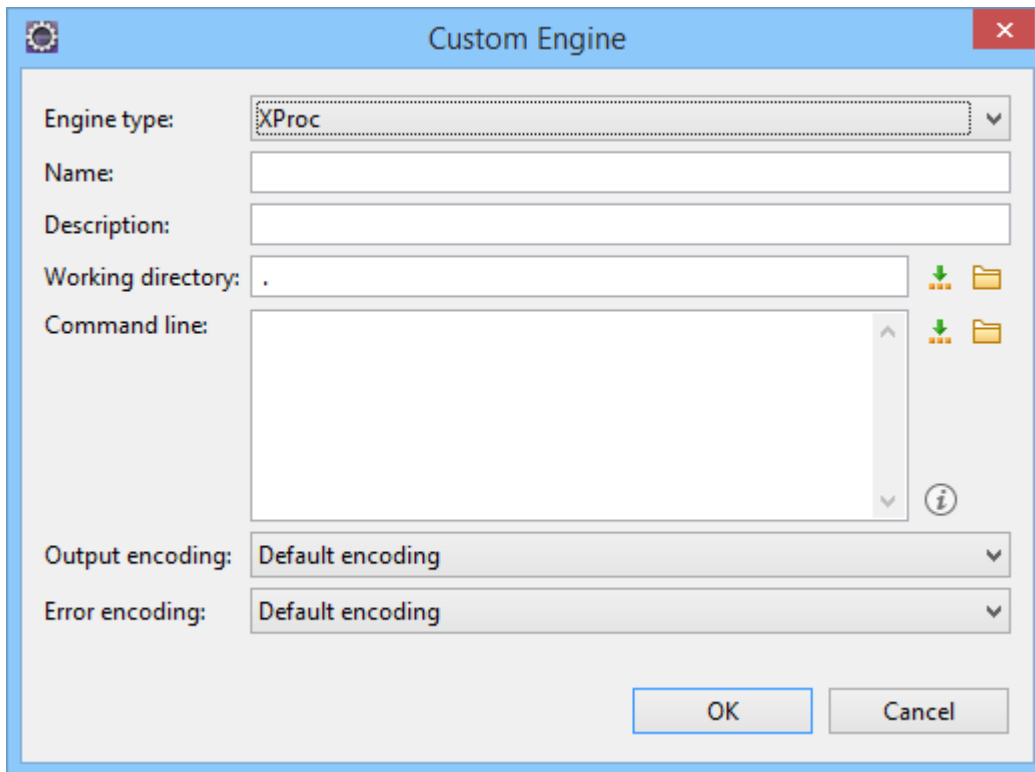 Custom Engine
Engine type: XProc
Name:
Description:
Working directory: .
Command line:
Output encoding: Default encoding
Error encoding: Default encoding
OK Cancel